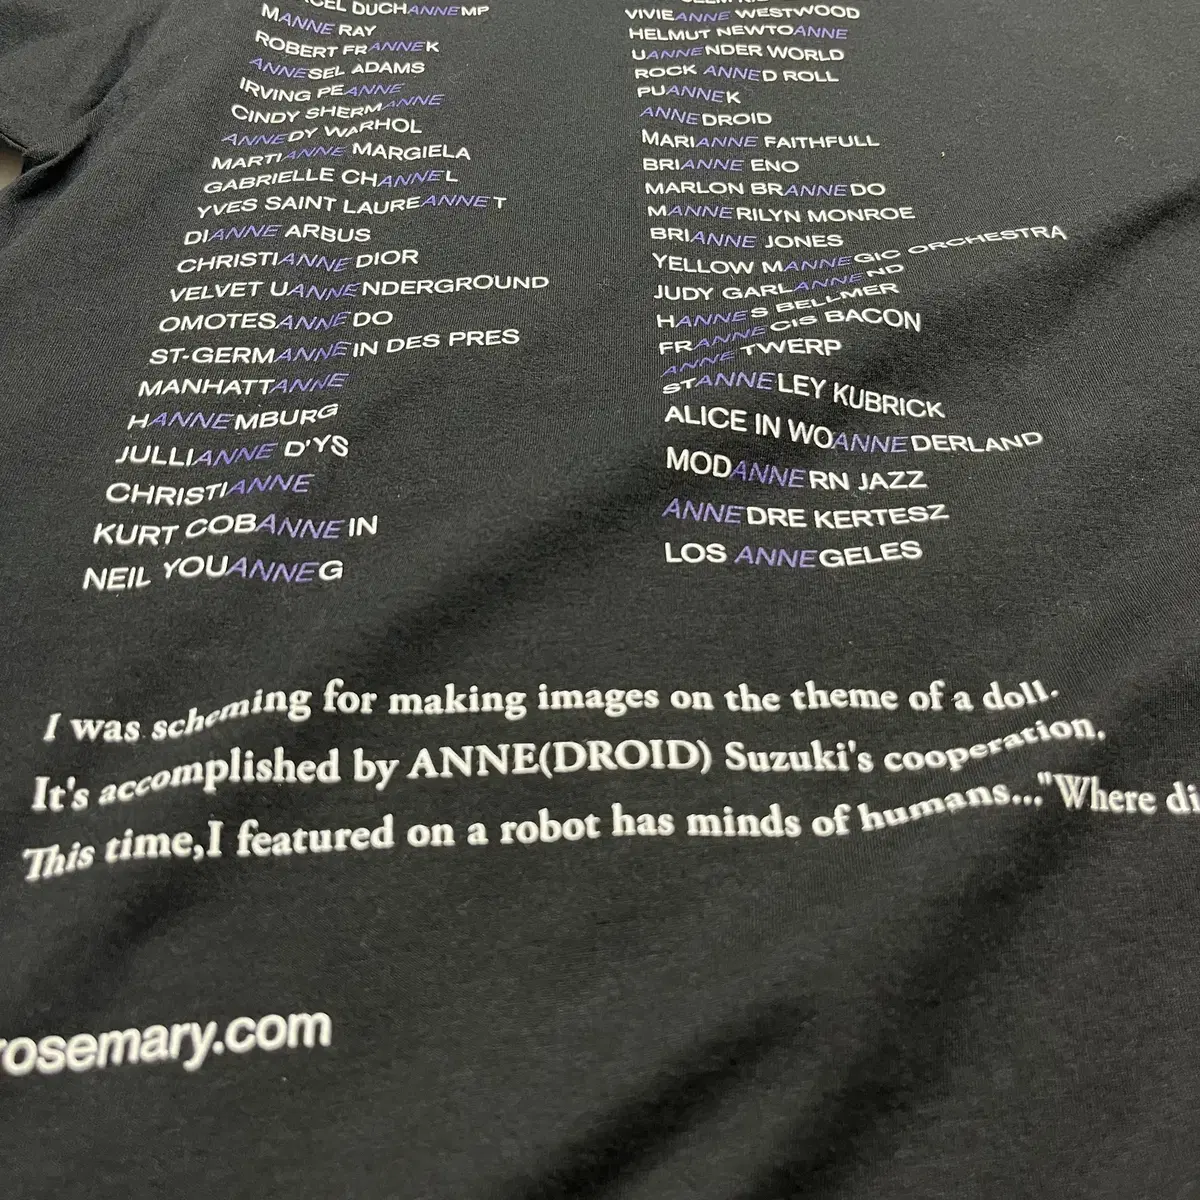 DUCHANNEMP
MANNE RAY
ROBERT FRANNEK
ANNESEL ADAMS
IRVING PEANNE
CINDY SHERMANNE
ANNEDY WARHOL
MARTIANNE MARGIELA
GABRIELLE CHANNEL
YVES SAINT LAUREANNET
DIANNE ARBUS
CHRISTIANNE DIOR
VELVET UANNENDERGROUND
OMOTESANNEDO
ST-GERMANNEIN DES PRES
MANHATTANNE
HANNEMBURG
JULLIANNE D'YS
CHRISTIANNE
KURT COBANNEIN
NEIL YOUANNEG
VIVIEANNE WESTWOOD
HELMUT NEWTOANNE
UANNENDER WORLD
ROCK ANNED ROLL
PUANNEK
ANNEDROID
MARIANNE FAITHFULL
BRIANNE ENO
MARLON BRANNEDO
MANNERILYN MONROE
BRIANNE JONES
YELLOW MANNEGIC ORCHESTRA
JUDY GARLANNEND
HANNES BELLMER
FRANNECIS BACON
ANNETWERP
STANNELEY KUBRICK
ALICE IN WOANNEDERLAND
MODANNERN JAZZ
ANNEDRE KERTESZ
LOS ANNEGELES
I was scheming for making images on the theme of a doll.
It's accomplished by ANNE(DROID) Suzuki's cooperation.
This time,I featured on a robot has minds of humans..."Where di
rosemary.com